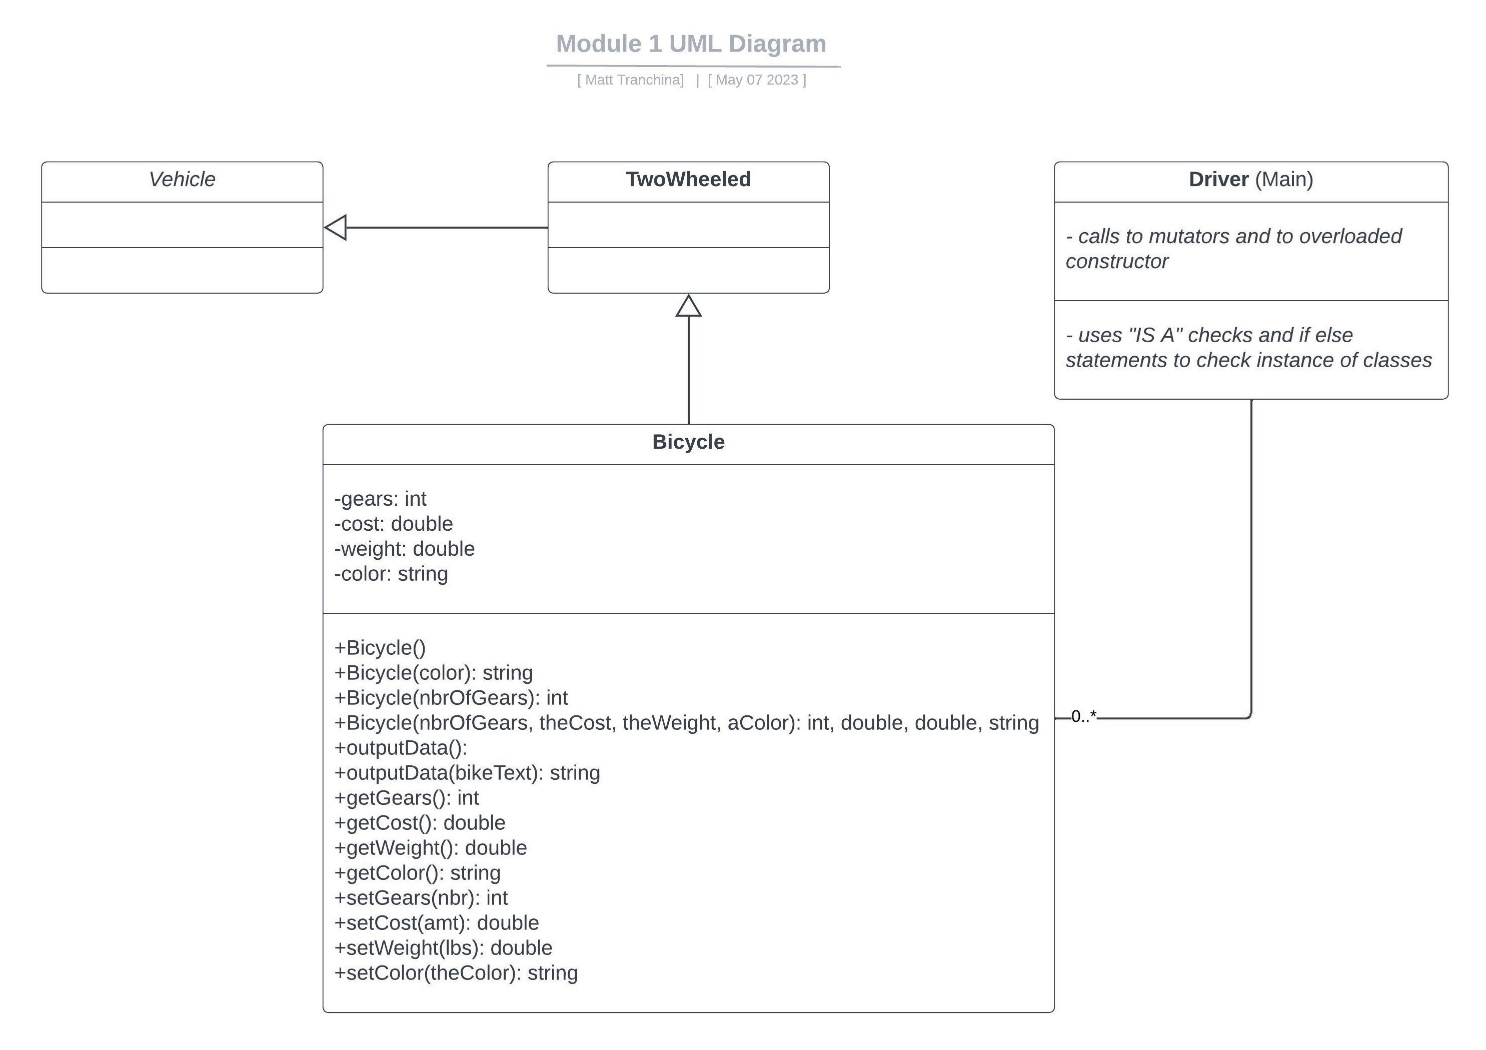 Module 1 UML Diagram
[ Matt Tranchina] | [ May 07 2023 ]
Vehicle
TwoWheeled
Driver (Main)
- calls to mutators and to overloaded
constructor
- uses "IS A" checks and if else
statements to check instance of classes
Bicycle
-gears: int
-cost: double
-weight: double
-color: string
+Bicycle()
+Bicycle(color): string
+Bicycle(nbrOfGears): int
+Bicycle(nbrOfGears, theCost, theWeight, aColor): int, double, double, string
0..*
+outputData():
+outputData(bikeText): string
+getGears(): int
+getCost(): double
+getWeight(): double
+getColor(): string
+setGears(nbr): int
+setCost(amt): double
+setWeight(lbs): double
+setColor(theColor): string